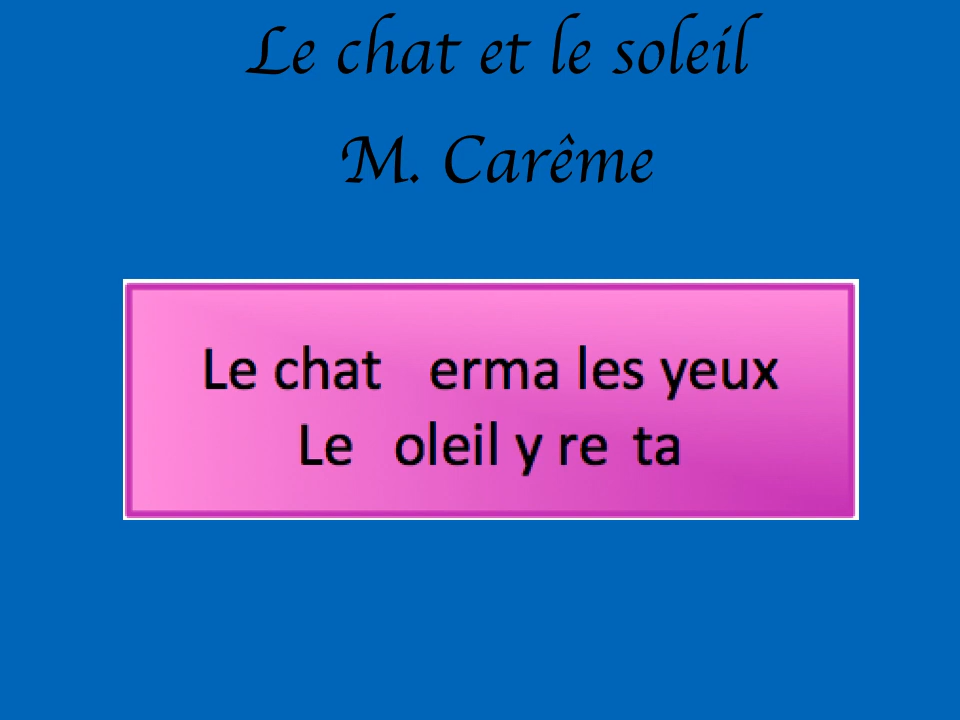 Le chat et le soleil
M. Carême
Le chat erma les yeux
Le oleil y re ta